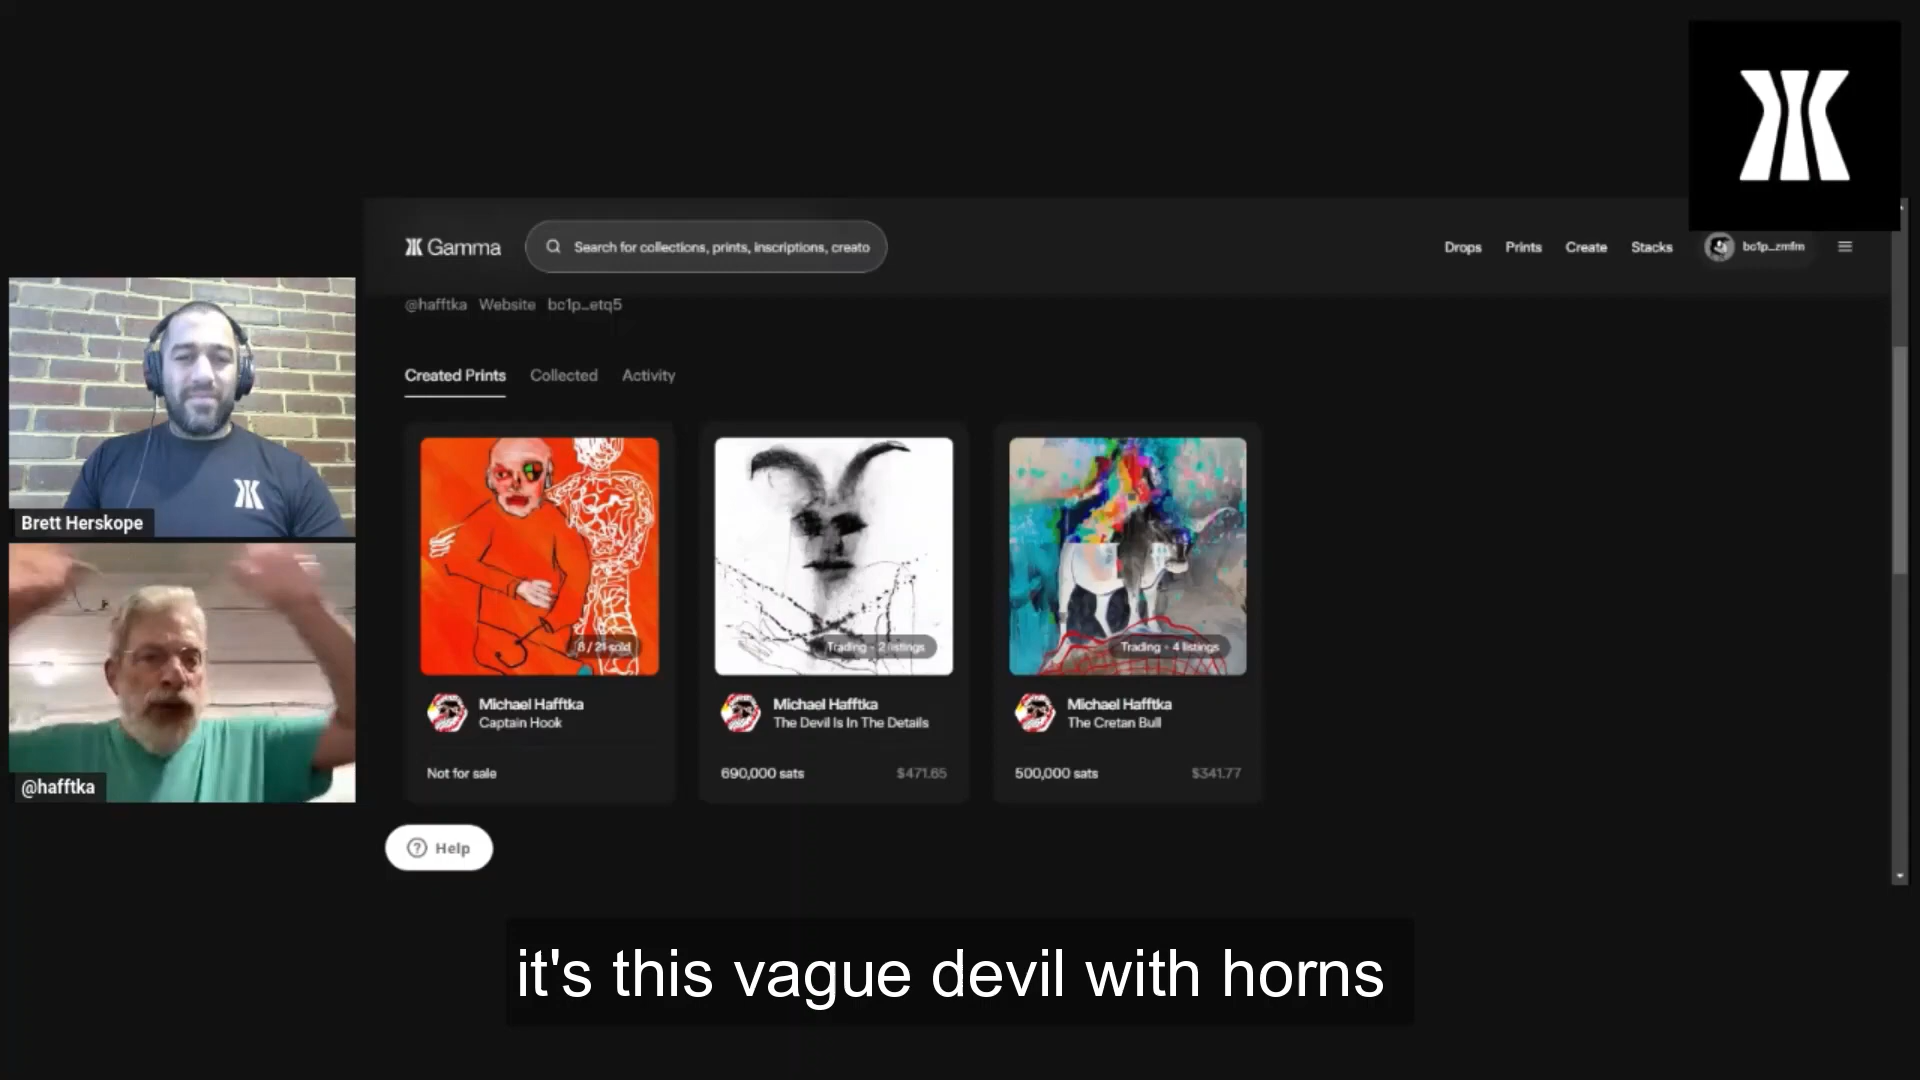 Gamma
Search for collections, prints, inscriptions, creato
Drops
Prints
Create
Stacks
bc1p...zmfm
@hafftka
Website
bc1p...etq5
Created Prints
Collected
Activity
8 / 21 sold
Trading - 2 listings
Trading - 4 listings
Michael Hafftka
Captain Hook
Michael Hafftka
The Devil Is In The Details
Michael Hafftka
The Cretan Bull
Not for sale
690,000 sats
$471.65
500,000 sats
$341.77
Brett Herskope
@hafftka
Help
it's this vague devil with horns